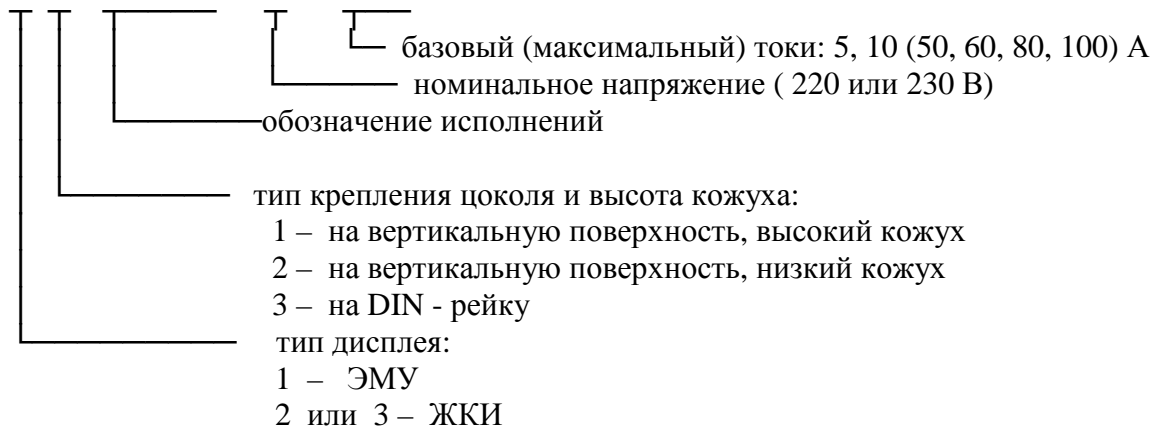 базовый (максимальный) токи: 5, 10 (50, 60, 80, 100) А
номинальное напряжение ( 220 или 230 В)
обозначение исполнений
тип крепления цоколя и высота кожуха:
1 – на вертикальную поверхность, высокий кожух
2 – на вертикальную поверхность, низкий кожух
3 – на DIN - рейку
тип дисплея:
1 – ЭМУ
2 или 3 – ЖКИ